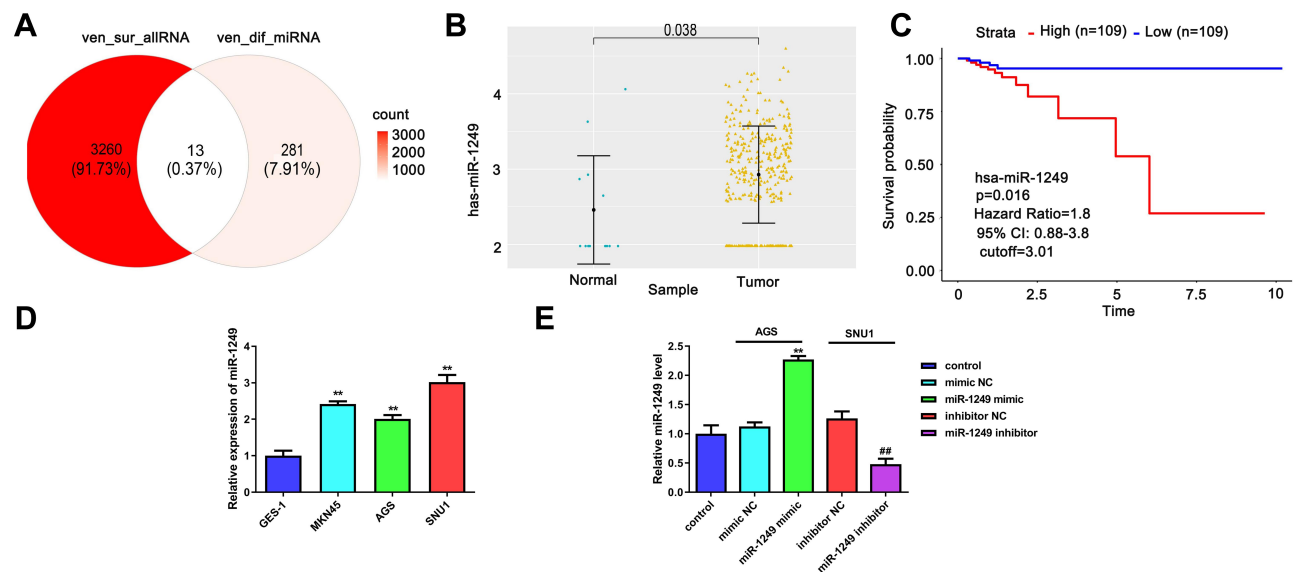 A
ven_sur_allRNA
ven_dif_miRNA
3260
(91.73%)
13
(0.37%)
281
(7.91%)
count
3000
2000
1000
B
0.038
has-miR-1249
4
3
2
Normal
Tumor
Sample
C
Strata High (n=109) Low (n=109)
Survival probability
1.00
0.75
0.50
0.25
0.00
hsa-miR-1249
p=0.016
Hazard Ratio=1.8
95% CI: 0.88-3.8
cutoff=3.01
0
2.5
5
7.5
10
Time
D
Relative expression of miR-1249
4
3
2
1
0
**
**
**
GES-1
MKN45
AGS
SNU1
E
AGS
SNU1
Relative miR-1249 level
2.5
2.0
1.5
1.0
0.5
0.0
**
##
control
mimic NC
miR-1249 mimic
inhibitor NC
miR-1249 inhibitor
control
mimic NC
miR-1249 mimic
inhibitor NC
miR-1249 inhibitor